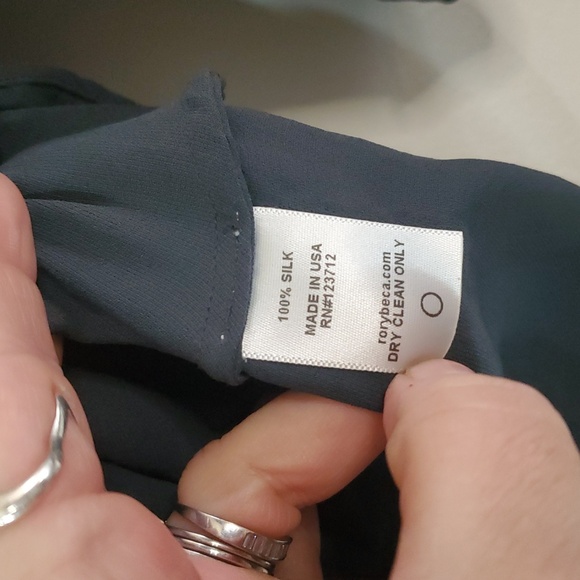 100% SILK
MADE IN USA
RN#123712
rorybeca.com
DRY CLEAN ONLY